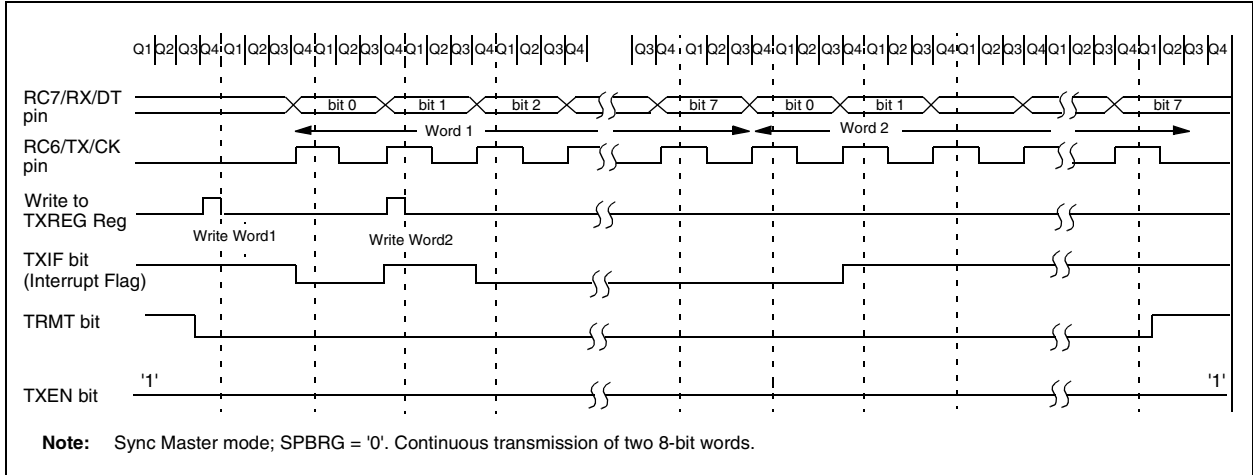 Q1 Q2 Q3 Q4 Q1 Q2 Q3 Q4 Q1 Q2 Q3 Q4 Q1 Q2 Q3 Q4 Q1 Q2 Q3 Q4 Q3 Q4 Q1 Q2 Q3 Q4 Q1 Q2 Q3 Q4 Q1 Q2 Q3 Q4 Q1 Q2 Q3 Q4 Q1 Q2 Q3 Q4 Q1 Q2 Q3 Q4
RC7/RX/DT
pin
bit 0 bit 1 bit 2 bit 7 bit 0 bit 1 bit 7
Word 1 Word 2
RC6/TX/CK
pin
Write to
TXREG Reg
Write Word1 Write Word2
TXIF bit
(Interrupt Flag)
TRMT bit
'1' '1'
TXEN bit
Note: Sync Master mode; SPBRG = '0'. Continuous transmission of two 8-bit words.